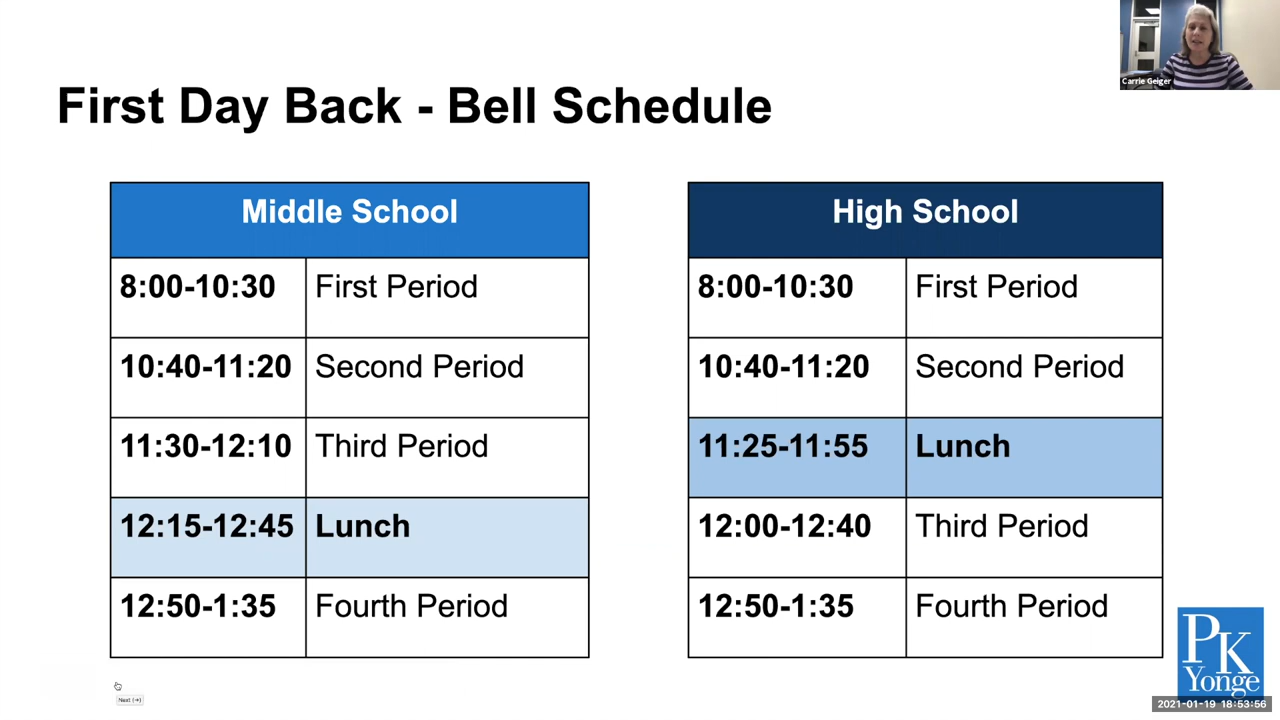 Carrie Geiger
First Day Back - Bell Schedule
Middle School
8:00-10:30 First Period
10:40-11:20 Second Period
11:30-12:10 Third Period
12:15-12:45 Lunch
12:50-1:35 Fourth Period
High School
8:00-10:30 First Period
10:40-11:20 Second Period
11:25-11:55 Lunch
12:00-12:40 Third Period
12:50-1:35 Fourth Period
PK
Yonge
Next (→)
2021-01-19 18:53:56